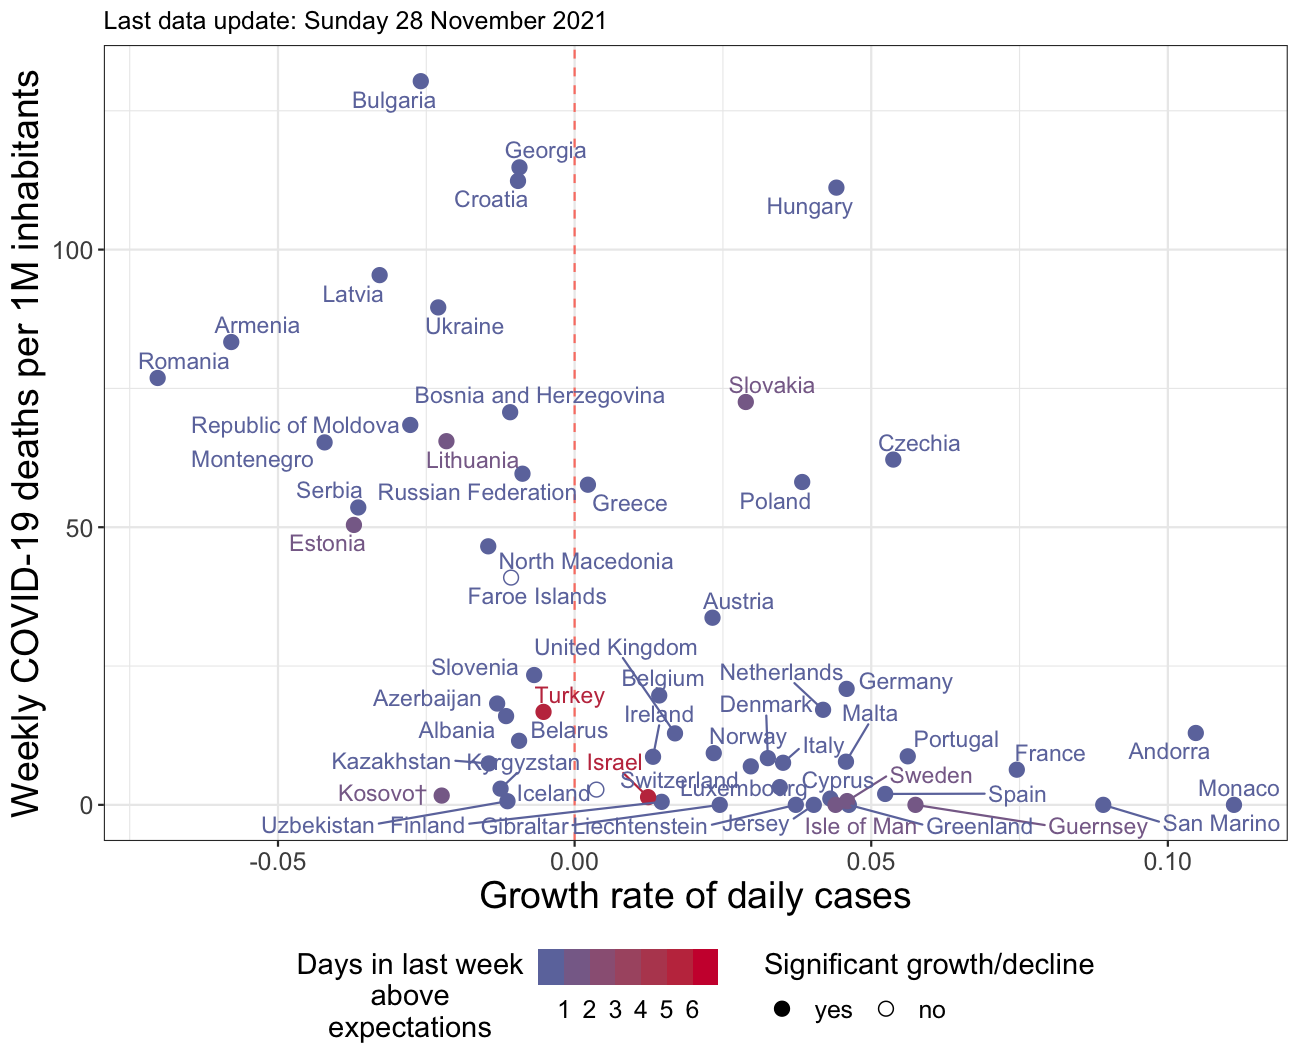 Last data update: Sunday 28 November 2021
Weekly COVID-19 deaths per 1M inhabitants
Bulgaria
Georgia
Croatia
Hungary
100
Latvia
Armenia
Ukraine
Romania
Slovakia
Bosnia and Herzegovina
Republic of Moldova
Czechia
Montenegro
Lithuania
Serbia
Russian Federation
Greece
Poland
50
Estonia
North Macedonia
Faroe Islands
Austria
United Kingdom
Slovenia
Belgium
Netherlands
Germany
Azerbaijan
Turkey
Denmark
Ireland
Malta
Albania
Belarus
Norway
Italy
Portugal
Andorra
France
Kazakhstan
Kyrgyzstan
Israel
Switzerland
Cyprus
Sweden
Kosovo†
Iceland
Luxembourg
Spain
Monaco
0
Uzbekistan
Finland
Gibraltar
Liechtenstein
Jersey
Isle of Man
Greenland
Guernsey
San Marino
-0.05
0.00
0.05
0.10
Growth rate of daily cases
Days in last week
above
expectations
1 2 3 4 5 6
Significant growth/decline
yes
no